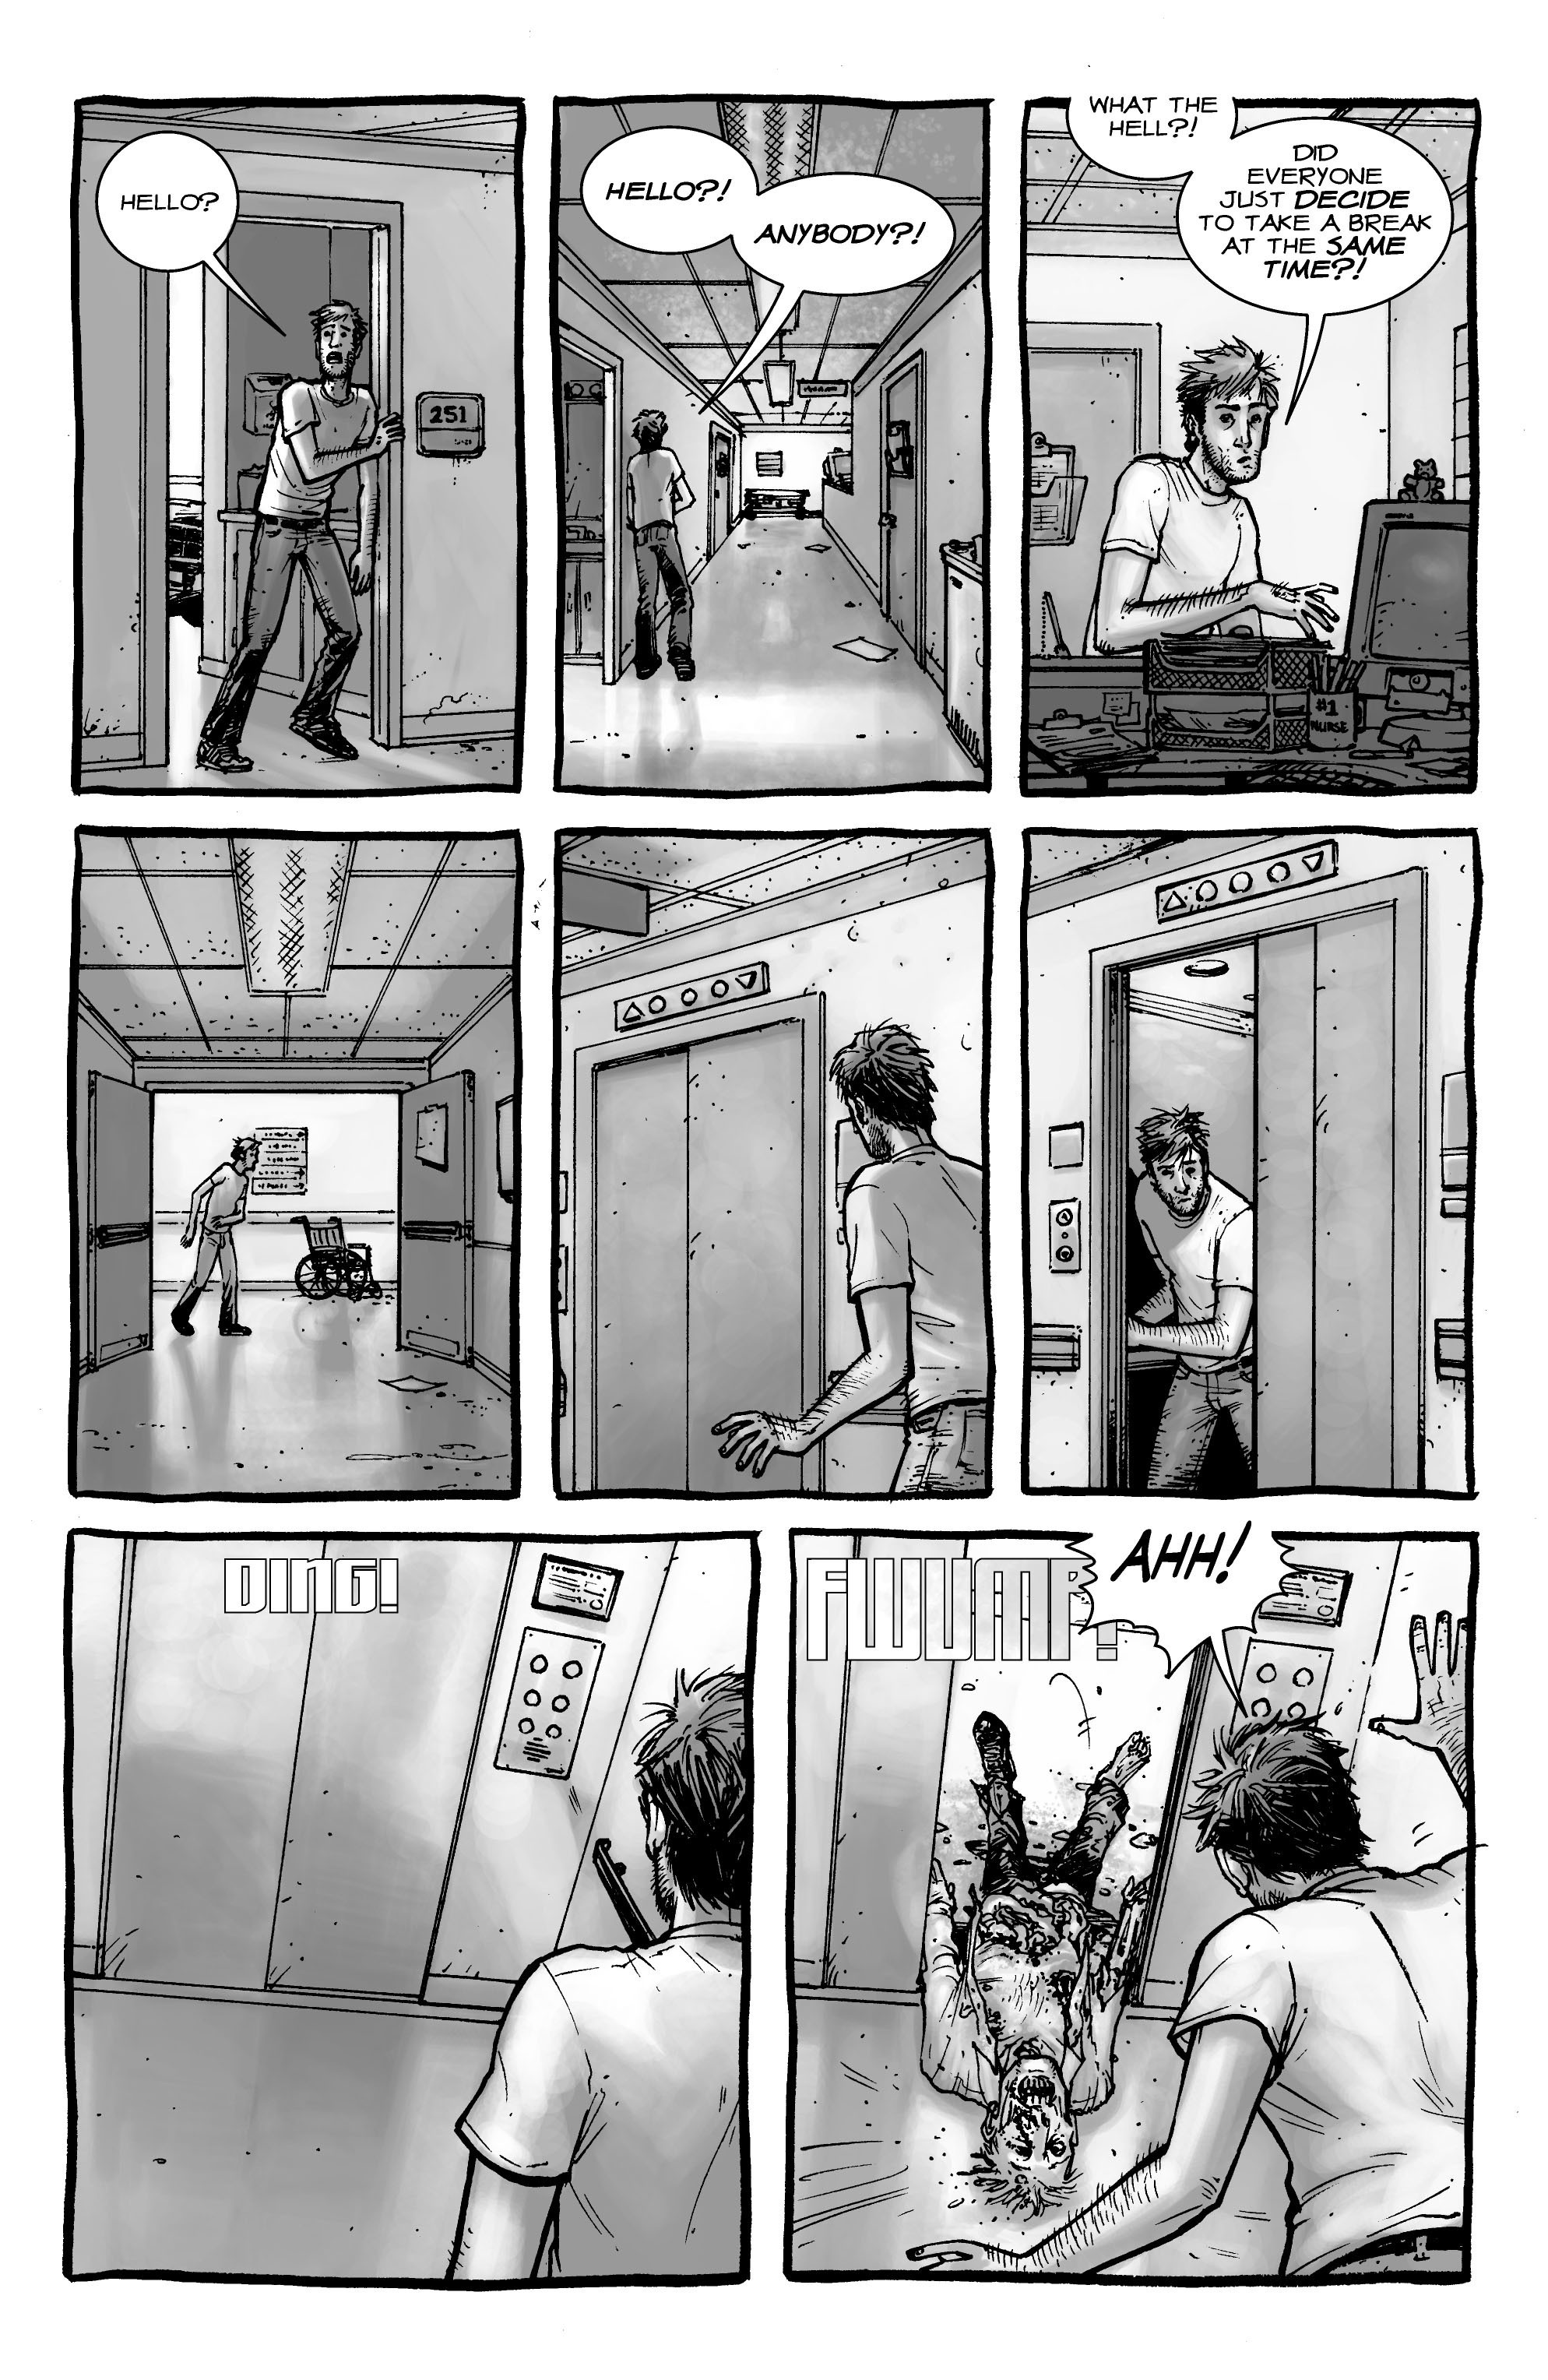 HELLO?
251
HELLO?!
ANYBODY?!
WHAT THE
HELL?!
DID
EVERYONE
JUST DECIDE
TO TAKE A BREAK
AT THE SAME
TIME?!
#1
NURSE
DING!
FWUMP!
AHH!